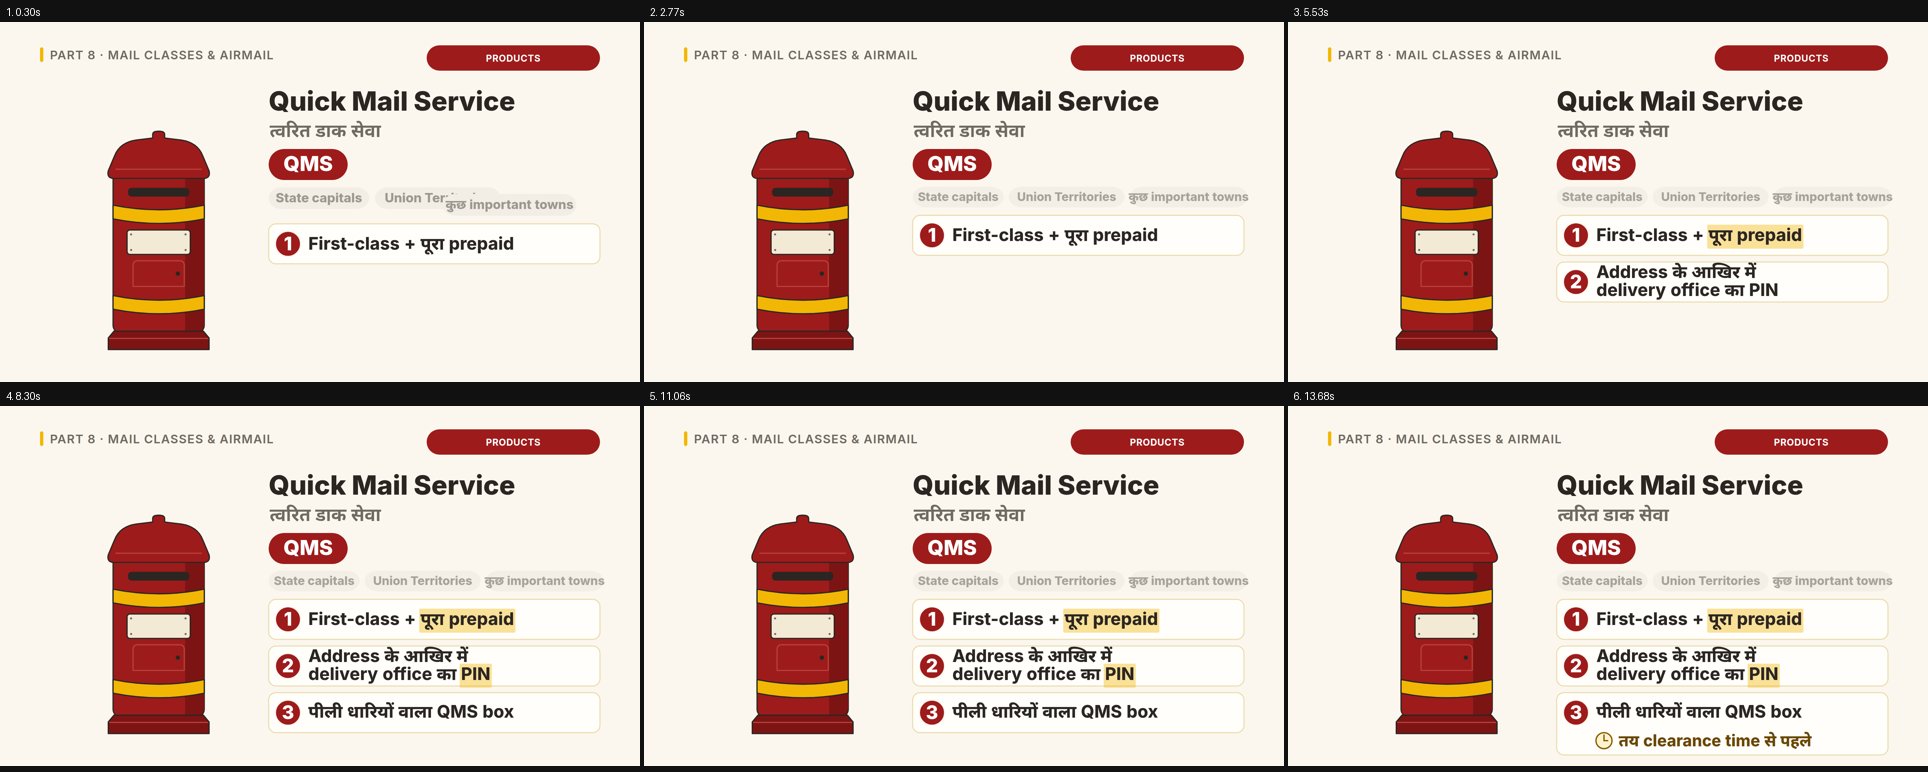 1. 0.30s
PART 8 · MAIL CLASSES & AIRMAIL
PRODUCTS
Quick Mail Service
त्वरित डाक सेवा
QMS
State capitals
कुछ important towns
1 First-class + पूरा prepaid
2. 2.77s
PART 8 · MAIL CLASSES & AIRMAIL
PRODUCTS
Quick Mail Service
त्वरित डाक सेवा
QMS
State capitals Union Territories कुछ important towns
1 First-class + पूरा prepaid
3. 5.53s
PART 8 · MAIL CLASSES & AIRMAIL
PRODUCTS
Quick Mail Service
त्वरित डाक सेवा
QMS
State capitals Union Territories कुछ important towns
1 First-class + पूरा prepaid
2 Address के आखिर में
delivery office का PIN
4. 8.30s
PART 8 · MAIL CLASSES & AIRMAIL
PRODUCTS
Quick Mail Service
त्वरित डाक सेवा
QMS
State capitals Union Territories कुछ important towns
1 First-class + पूरा prepaid
2 Address के आखिर में
delivery office का PIN
3 पीली धारियों वाला QMS box
5. 11.06s
PART 8 · MAIL CLASSES & AIRMAIL
PRODUCTS
Quick Mail Service
त्वरित डाक सेवा
QMS
State capitals Union Territories कुछ important towns
1 First-class + पूरा prepaid
2 Address के आखिर में
delivery office का PIN
3 पीली धारियों वाला QMS box
6. 13.68s
PART 8 · MAIL CLASSES & AIRMAIL
PRODUCTS
Quick Mail Service
त्वरित डाक सेवा
QMS
State capitals Union Territories कुछ important towns
1 First-class + पूरा prepaid
2 Address के आखिर में
delivery office का PIN
3 पीली धारियों वाला QMS box
तय clearance time से पहले